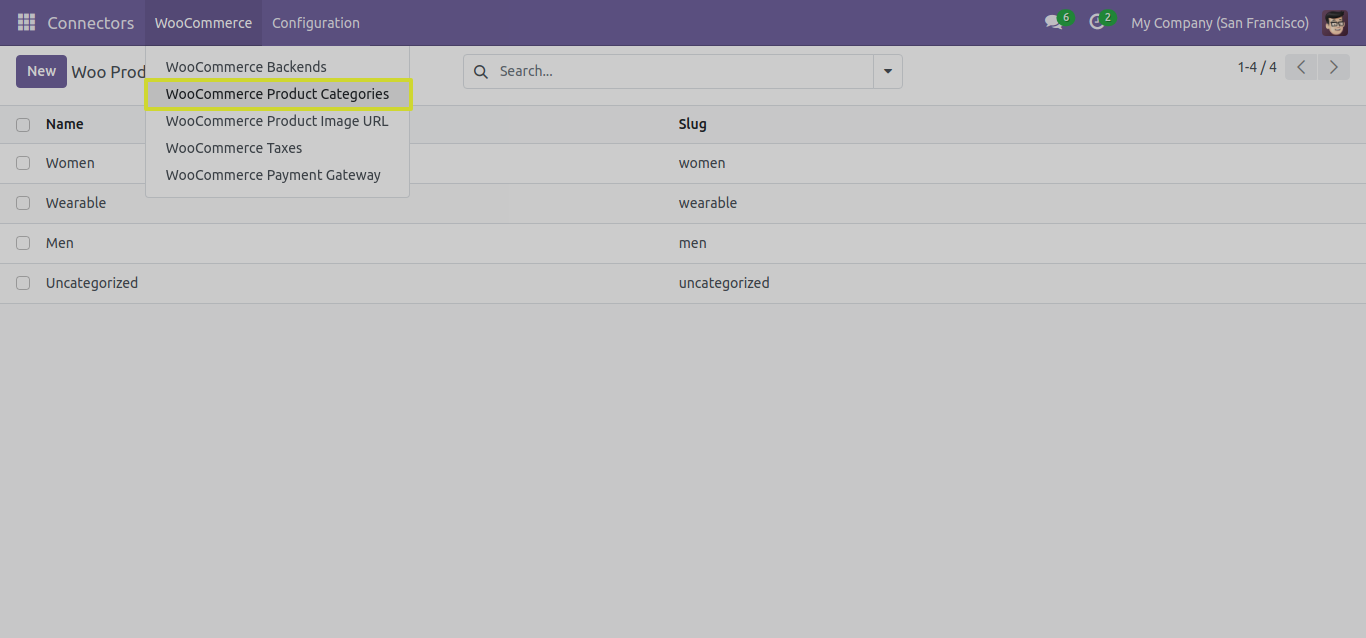 Connectors WooCommerce Configuration 6 2 My Company (San Francisco)
New Woo Prod Search... 1-4 / 4
WooCommerce Backends
WooCommerce Product Categories
WooCommerce Product Image URL
WooCommerce Taxes
WooCommerce Payment Gateway
Name Slug
Women women
Wearable wearable
Men men
Uncategorized uncategorized